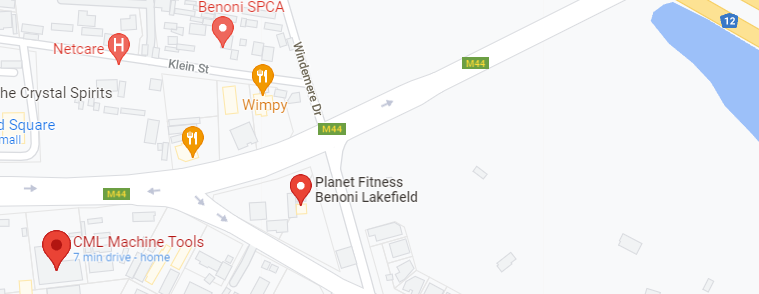 Benoni SPCA
12
Netcare
H
Klein St
M44
Windemere Dr
he Crystal Spirits
Wimpy
d Square
mall
M44
Planet Fitness
Benoni Lakefield
M44
CML Machine Tools
7 min drive - home